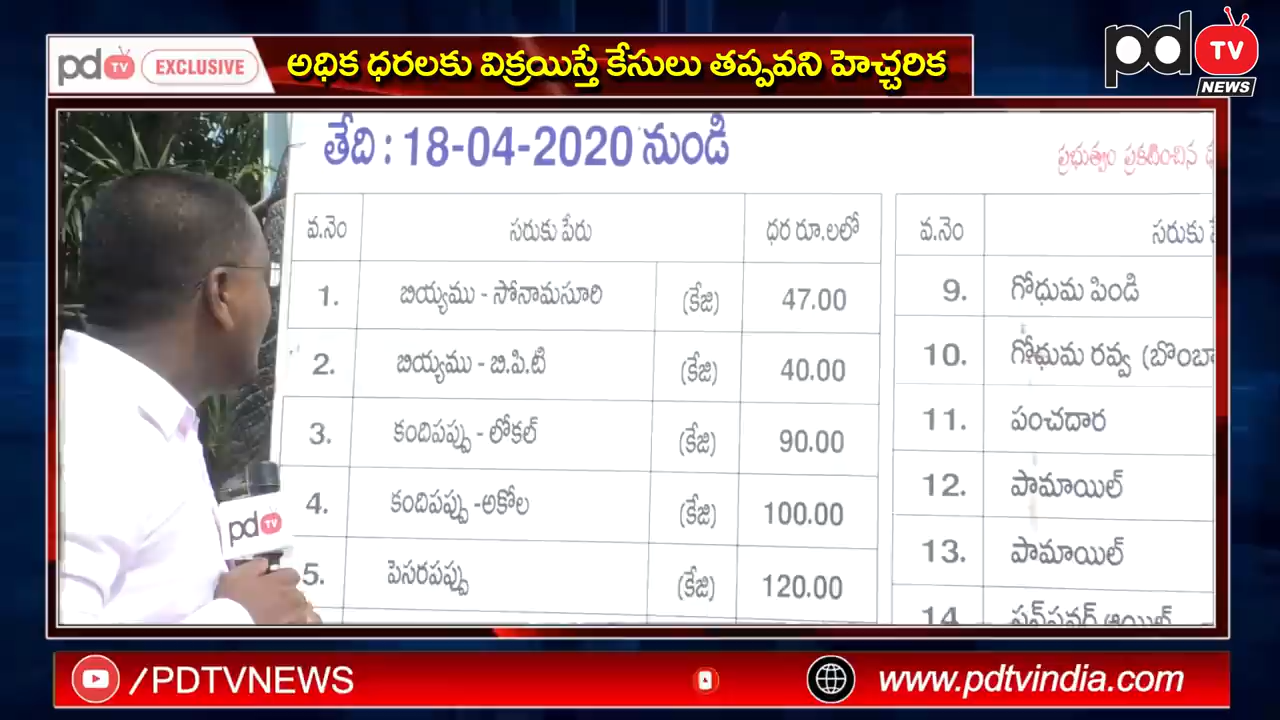 pd TV EXCLUSIVE
అధిక ధరలకు విక్రయిస్తే కేసులు తప్పవని హెచ్చరిక
pd TV NEWS
తేది : 18-04-2020 నుండి
ప్రభుత్వం ప్రకటించిన
వ.నెం సరుకు పేరు ధర రూ.లలో
1. బియ్యము - సోనామసూరి (కేజి) 47.00
2. బియ్యము - బి.పి.టి (కేజి) 40.00
3. కందిపప్పు - లోకల్ (కేజి) 90.00
4. కందిపప్పు -అకోల (కేజి) 100.00
5. పెసరపప్పు (కేజి) 120.00
వ.నెం సరుకు
9. గోధుమ పిండి
10. గోధుమ రవ్వ
11. పంచదార
12. పామాయిల్
13. పామాయిల్
14
pd TV
/PDTVNEWS
www.pdtvindia.com